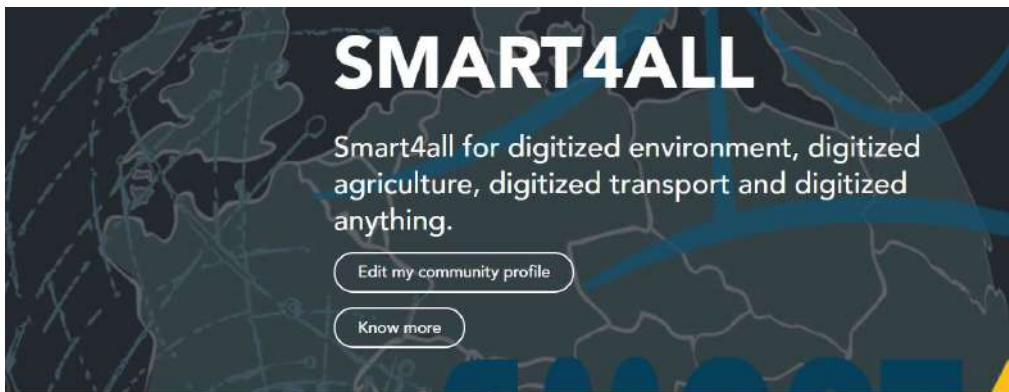 SMART4ALL
Smart4all for digitized environment, digitized
agriculture, digitized transport and digitized
anything.
Edit my community profile
Know more